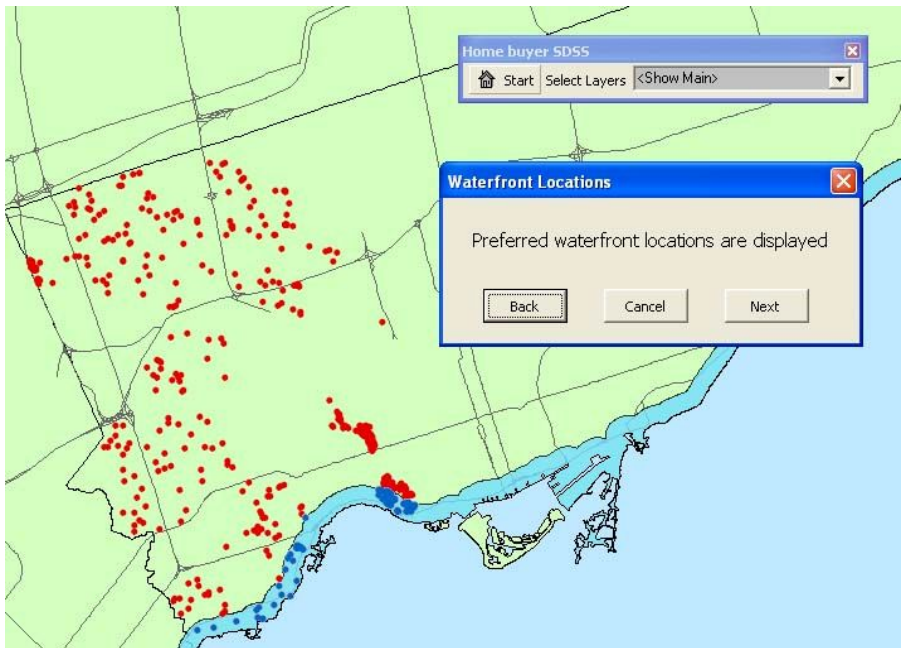 Home buyer SDSS
Start Select Layers <Show Main>
Waterfront Locations
Preferred waterfront locations are displayed
Back Cancel Next